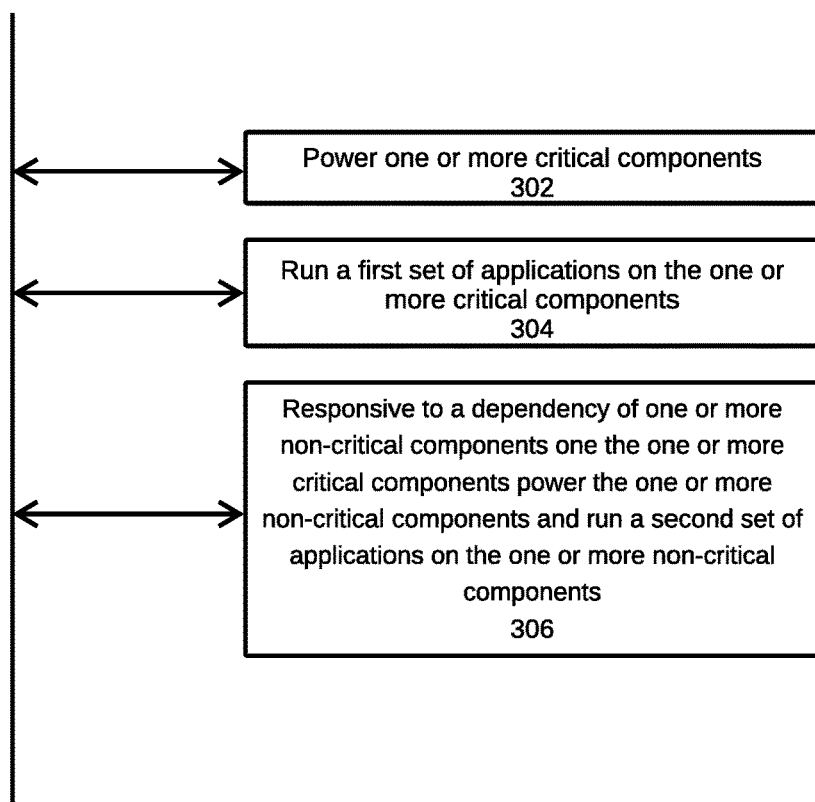 Power one or more critical components
302
Run a first set of applications on the one or
more critical components
304
Responsive to a dependency of one or more
non-critical components one the one or more
critical components power the one or more
non-critical components and run a second set of
applications on the one or more non-critical
components
306